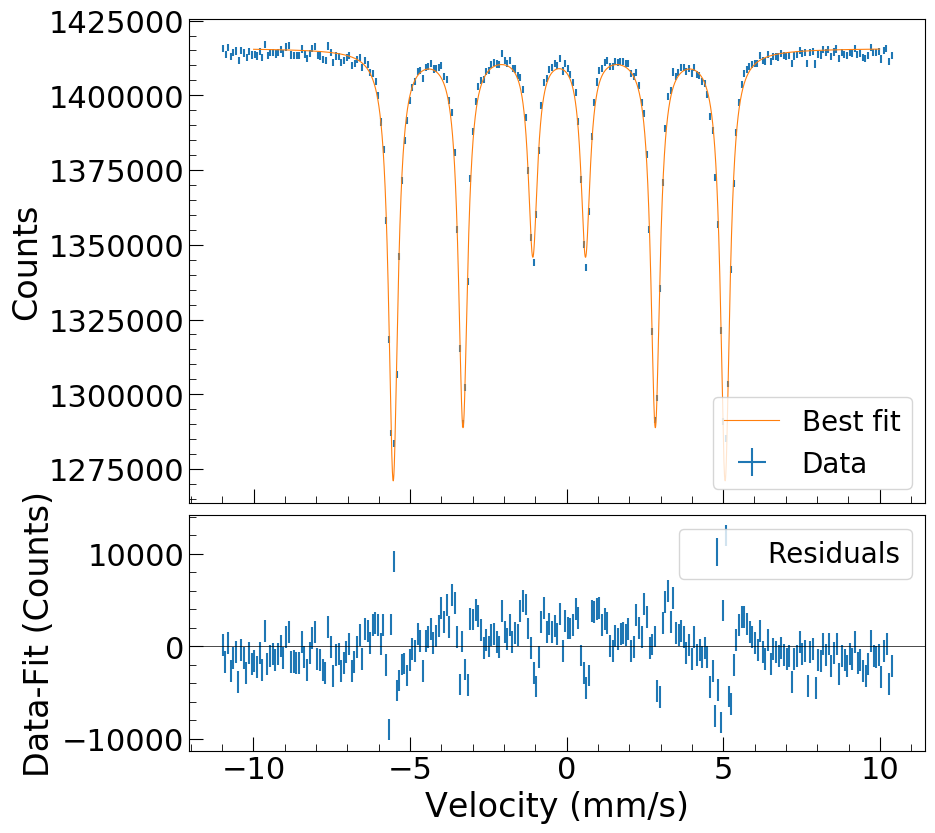 1425000
1400000
1375000
1350000
1325000
1300000
1275000
Counts
Best fit
Data
10000
0
−10000
Data-Fit (Counts)
Residuals
−10 −5 0 5 10
Velocity (mm/s)